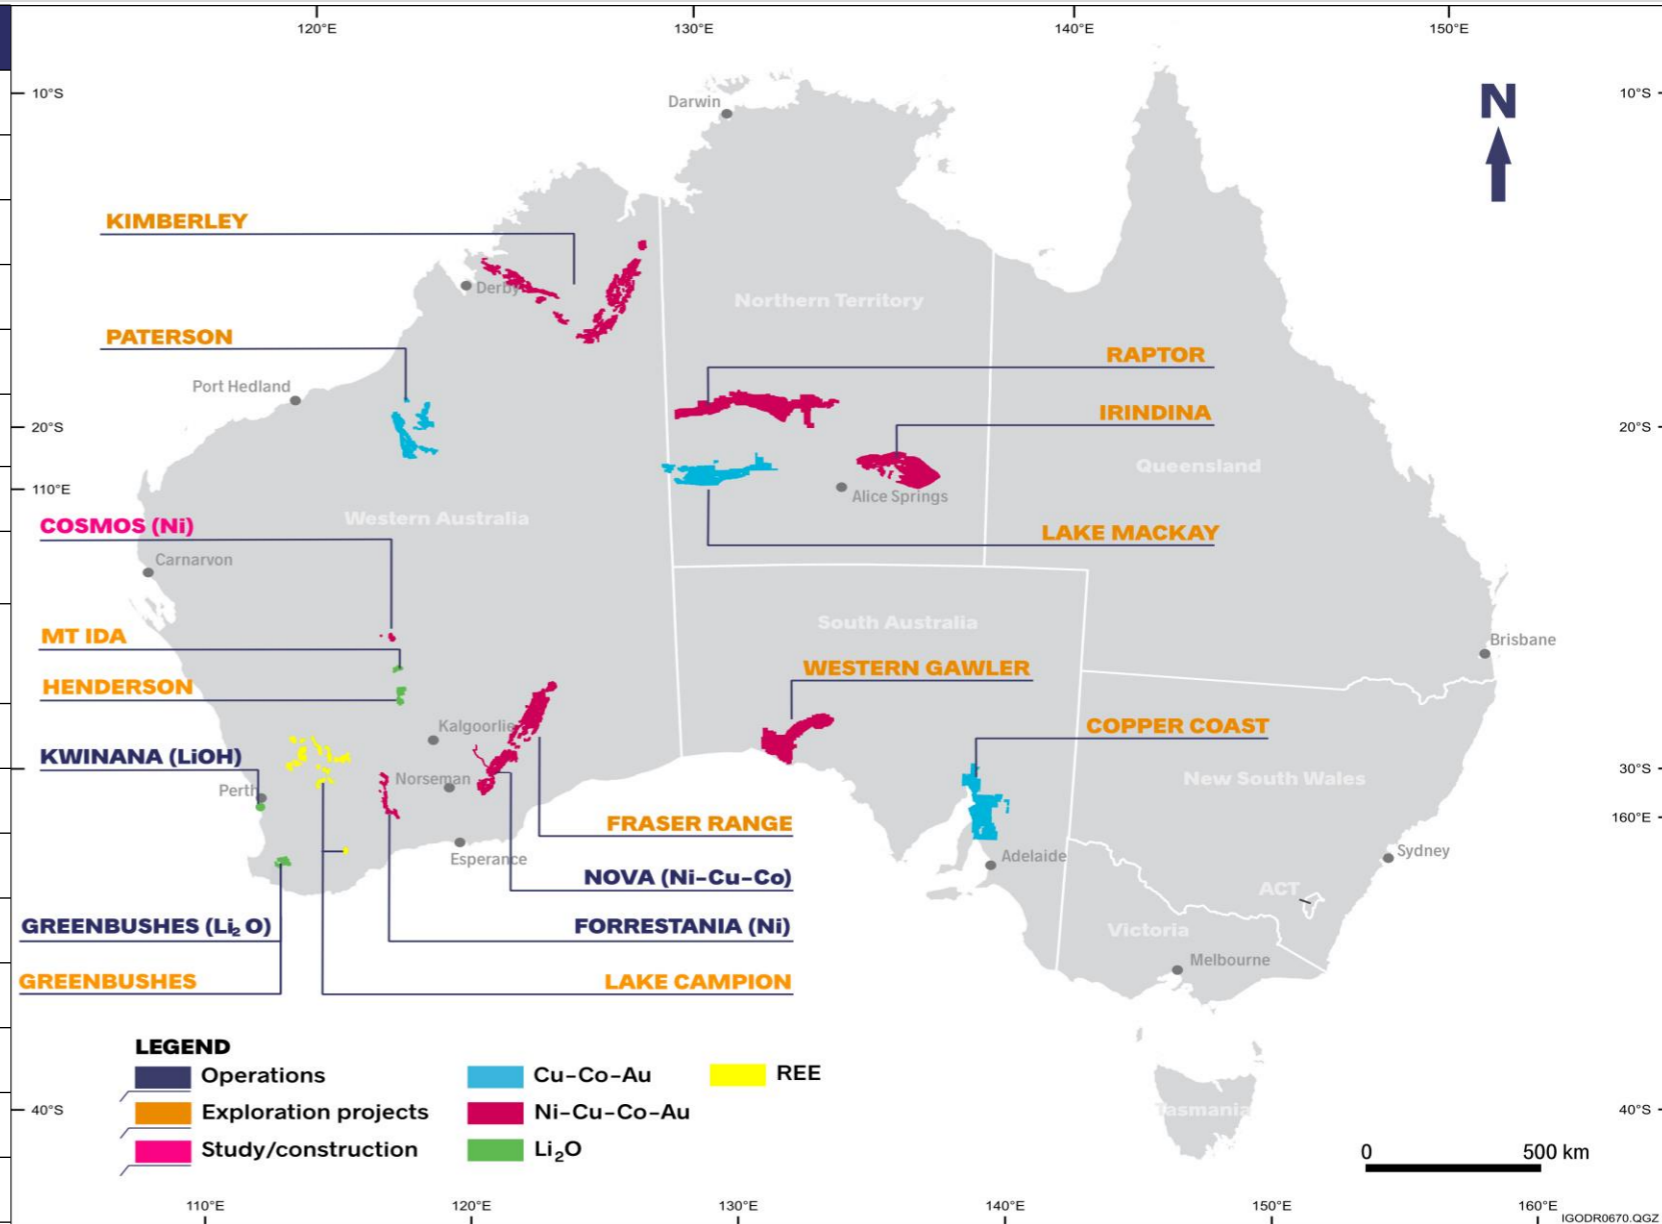 120°E 130°E 140°E 150°E
10°S 10°S
Darwin
N
KIMBERLEY
Derby
Northern Territory
PATERSON
RAPTOR
Port Hedland
IRINDINA
20°S 20°S
Queensland
110°E
Alice Springs
Western Australia
COSMOS (Ni)
LAKE MACKAY
Carnarvon
South Australia
MT IDA
Brisbane
WESTERN GAWLER
HENDERSON
Kalgoorlie
COPPER COAST
KWINANA (LiOH)
30°S
Norseman
New South Wales
Perth
160°E
FRASER RANGE
Esperance
Adelaide
Sydney
NOVA (Ni-Cu-Co)
ACT
GREENBUSHES (Li₂O)
FORRESTANIA (Ni)
Victoria
Melbourne
GREENBUSHES
LAKE CAMPION
LEGEND
Operations Cu-Co-Au REE
Exploration projects Ni-Cu-Co-Au
Study/construction Li₂O
40°S Tasmania 40°S
0 500 km
110°E 120°E 130°E 140°E 150°E 160°E
IGODR0670.QGZ